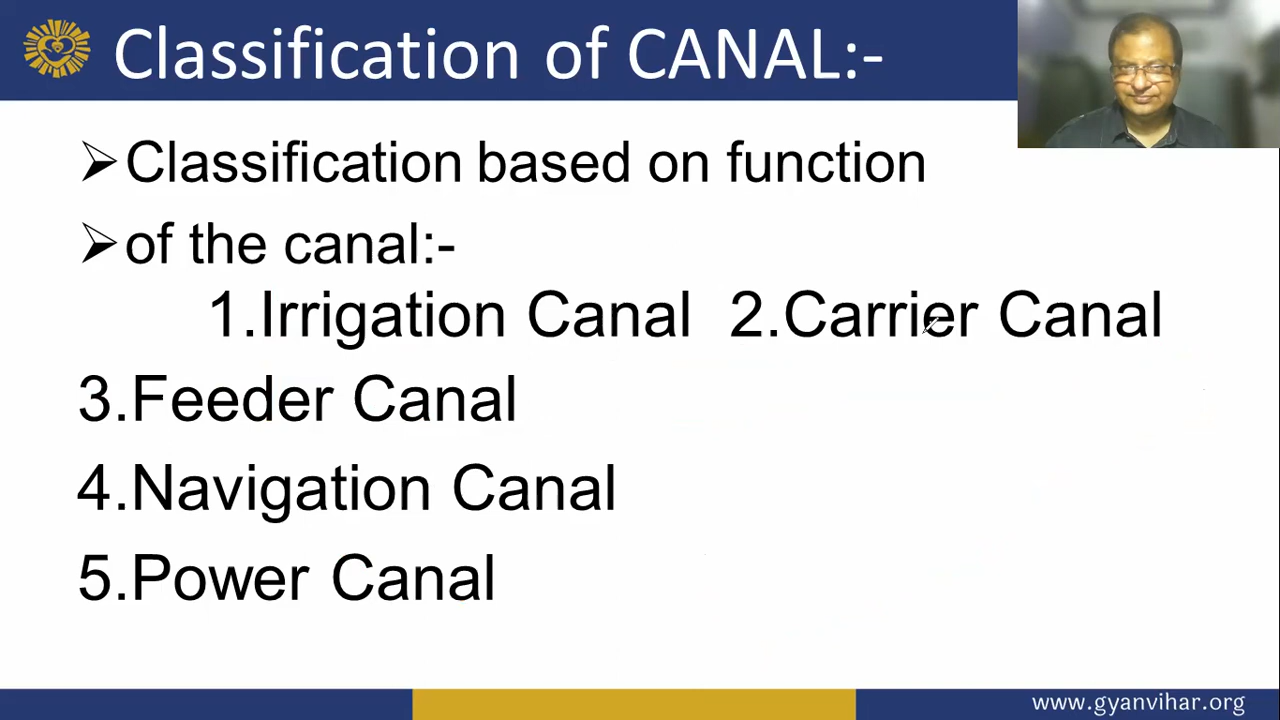 Classification of CANAL:-
➢Classification based on function
➢of the canal:-
1.Irrigation Canal 2.Carrier Canal
3.Feeder Canal
4.Navigation Canal
5.Power Canal
www.gyanvihar.org